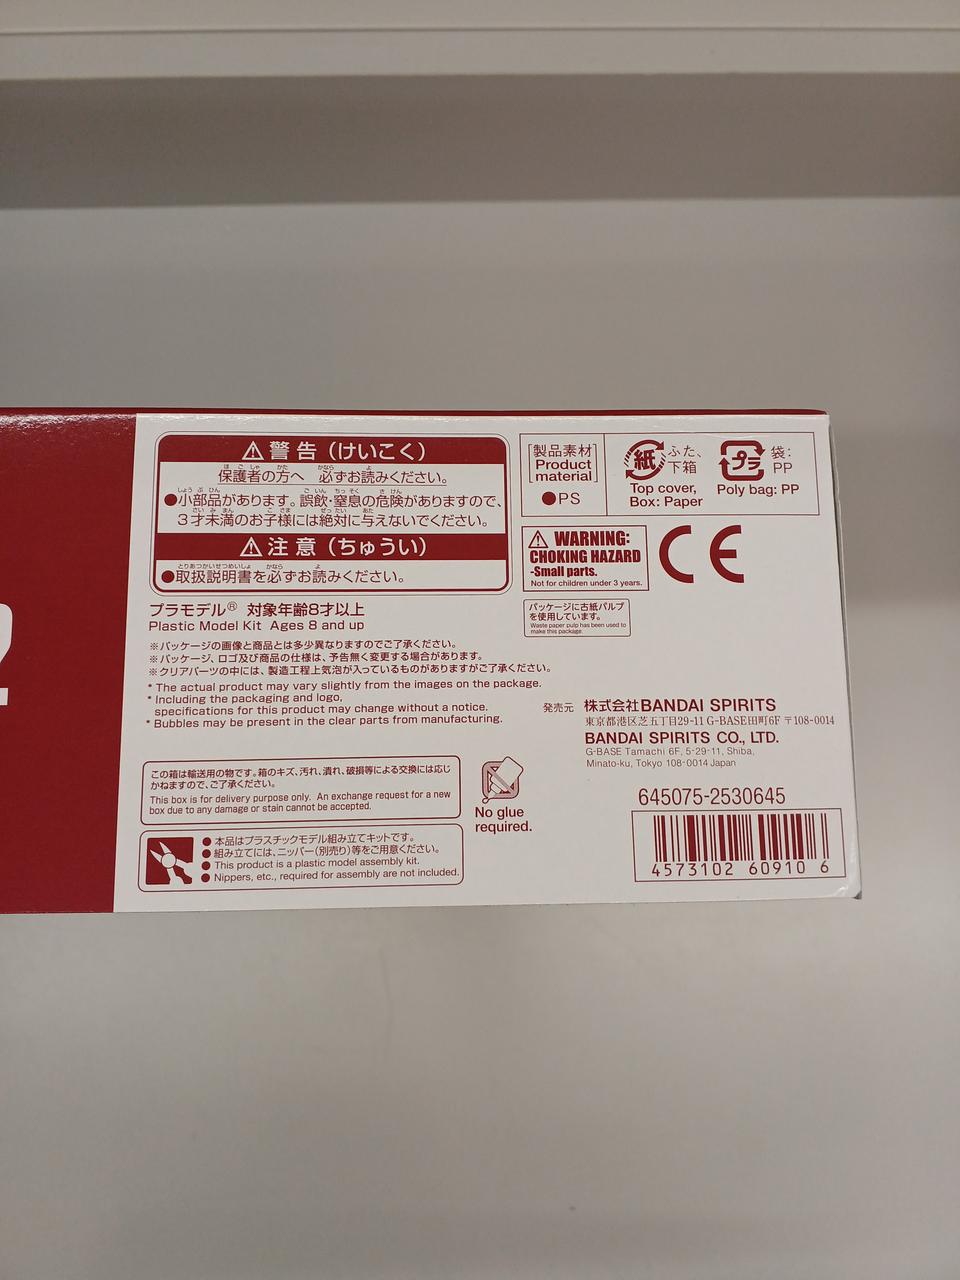 2
⚠警告（けいこく）
保護者の方へ 必ずお読みください。
●小部品があります。誤飲・窒息の危険がありますので、
3才未満のお子様には絶対に与えないでください。
⚠注意（ちゅうい）
●取扱説明書を必ずお読みください。
プラモデル® 対象年齢8才以上
Plastic Model Kit Ages 8 and up
※パッケージの画像と商品とは多少異なりますのでご了承ください。
※パッケージ、ロゴ及び商品の仕様は、予告無く変更する場合があります。
※クリアパーツの中には、製造工程上気泡が入っているものがありますがご了承ください。
* The actual product may vary slightly from the images on the package.
* Including the packaging and logo,
specifications for this product may change without a notice.
* Bubbles may be present in the clear parts from manufacturing.
この箱は輸送用の物です。箱のキズ、汚れ、潰れ、破損等による交換には応じ
かねますので、ご了承ください。
This box is for delivery purpose only. An exchange request for a new
box due to any damage or stain cannot be accepted.
●本品はプラスチックモデル組み立てキットです。
●組み立てには、ニッパー（別売り）等をご用意ください。
●This product is a plastic model assembly kit.
●Nippers, etc., required for assembly are not included.
No glue
required.
[製品素材
Product
material]
●PS
紙 ふた、
下箱
Top cover,
Box: Paper
プラ 袋：
PP
Poly bag: PP
⚠WARNING:
CHOKING HAZARD
-Small parts.
Not for children under 3 years.
CE
パッケージに古紙パルプ
を使用しています。
Waste paper pulp has been used to
make this package.
発売元 株式会社BANDAI SPIRITS
東京都港区芝五丁目29-11 G-BASE田町6F 〒108-0014
BANDAI SPIRITS CO., LTD.
G-BASE Tamachi 6F, 5-29-11, Shiba,
Minato-ku, Tokyo 108-0014 Japan
645075-2530645
4573102 60910 6